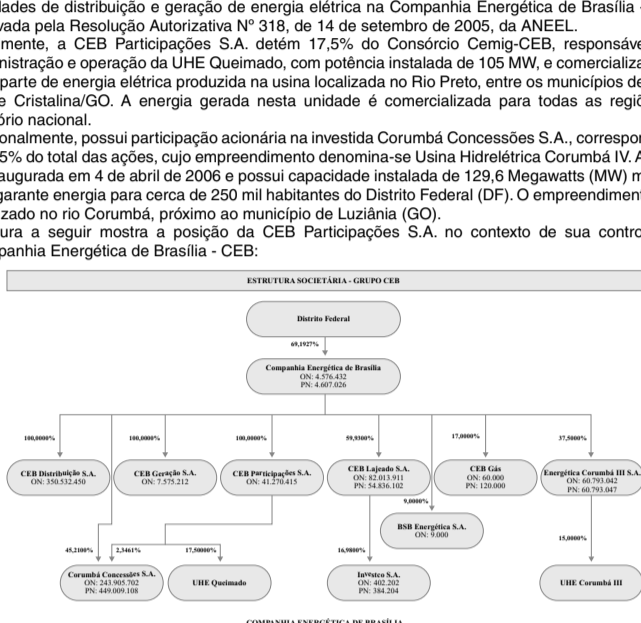 dades de distribuição e geração de energia elétrica na Companhia Energética de Brasília
vada pela Resolução Autorizativa Nº 318, de 14 de setembro de 2005, da ANEEL.
mente, a CEB Participações S.A. detém 17,5% do Consórcio Cemig-CEB, responsáve
nistração e operação da UHE Queimado, com potência instalada de 105 MW, e comercializa
parte de energia elétrica produzida na usina localizada no Rio Preto, entre os municípios de
e Cristalina/GO. A energia gerada nesta unidade é comercializada para todas as regiõ
ório nacional.
onalmente, possui participação acionária na investida Corumbá Concessões S.A., correspon
5% do total das ações, cujo empreendimento denomina-se Usina Hidrelétrica Corumbá IV. A
augurada em 4 de abril de 2006 e possui capacidade instalada de 129,6 Megawatts (MW) m
garante energia para cerca de 250 mil habitantes do Distrito Federal (DF). O empreendiment
zado no rio Corumbá, próximo ao município de Luziânia (GO).
ura a seguir mostra a posição da CEB Participações S.A. no contexto de sua contro
panhia Energética de Brasília - CEB:
ESTRUTURA SOCIETÁRIA - GRUPO CEB
Distrito Federal
69,1927%
Companhia Energética de Brasília
ON: 4.576.432
PN: 4.607.026
100,0000% 100,0000% 100,0000% 59,9300% 17,0000% 37,5000%
CEB Distribuição S.A.
ON: 350.532.450
CEB Geração S.A.
ON: 7.575.212
CEB Participações S.A.
ON: 41.270.415
CEB Lajeado S.A.
ON: 82.013.911
PN: 54.836.102
CEB Gás
ON: 60.000
PN: 120.000
Energética Corumbá III S.A.
ON: 60.793.042
PN: 60.793.047
9,0000%
BSB Energética S.A.
ON: 9.000
45,2100% 2,3461% 17,50000% 16,9800% 15,0000%
Corumbá Concessões S.A.
ON: 243.905.702
PN: 449.009.108
UHE Queimado
Investco S.A.
ON: 402.202
PN: 384.204
UHE Corumbá III
COMPANHIA ENERGÉTICA DE BRASÍLIA